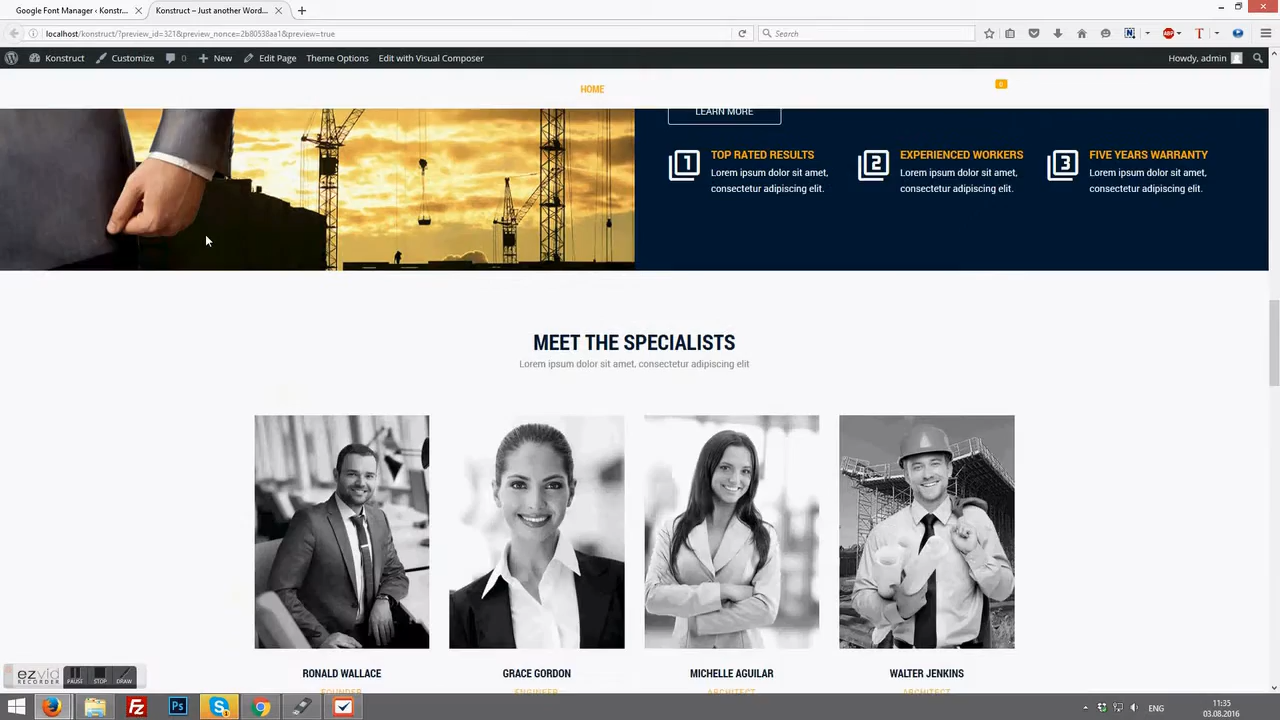 Google Font Manager ‹ Konstr...
Konstruct – Just another Word...
localhost/konstruct/?preview_id=321&preview_nonce=2b80538aa1&preview=true
Search
ABP
Konstruct
Customize
0
New
Edit Page
Theme Options
Edit with Visual Composer
Howdy, admin
HOME
0
LEARN MORE
1
TOP RATED RESULTS
Lorem ipsum dolor sit amet,
consectetur adipiscing elit.
2
EXPERIENCED WORKERS
Lorem ipsum dolor sit amet,
consectetur adipiscing elit.
3
FIVE YEARS WARRANTY
Lorem ipsum dolor sit amet,
consectetur adipiscing elit.
MEET THE SPECIALISTS
Lorem ipsum dolor sit amet, consectetur adipiscing elit
RONALD WALLACE
GRACE GORDON
MICHELLE AGUILAR
WALTER JENKINS
FOUNDER
ENGINEER
ARCHITECT
ARCHITECT
ezvid
RECORDER
PAUSE
STOP
DRAW
Fz
Ps
ENG
11:35
03.08.2016